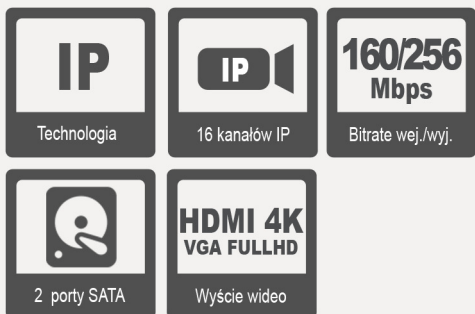 IP
Technologia
IP
16 kanałów IP
160/256
Mbps
Bitrate wej./wyj.
2 porty SATA
HDMI 4K
VGA FULLHD
Wyście wideo